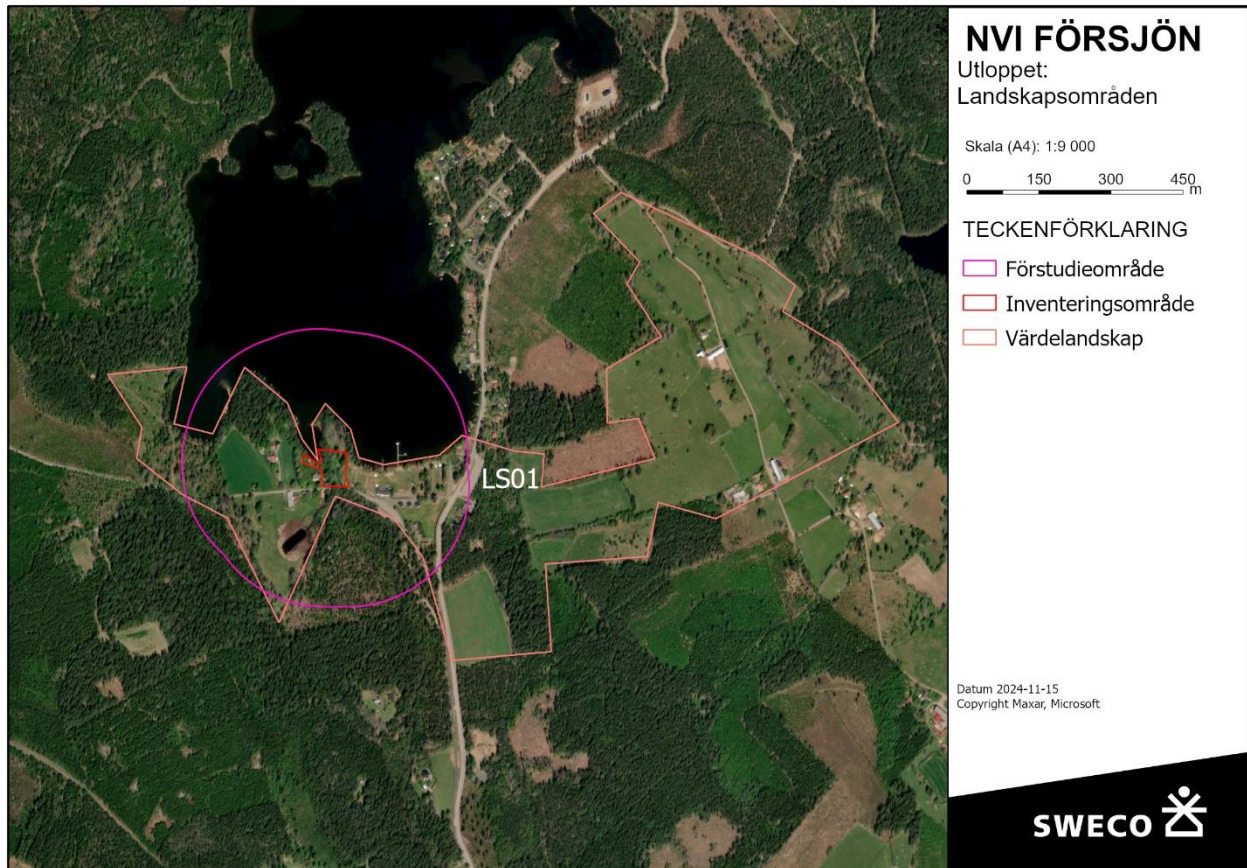 NVI FÖRSJÖN
Utloppet:
Landskapsområden
Skala (A4): 1:9 000
0 150 300 450
m
TECKENFÖRKLARING
Förstudieområde
Inventeringsområde
Värdelandskap
LS01
Datum 2024-11-15
Copyright Maxar, Microsoft
SWECO